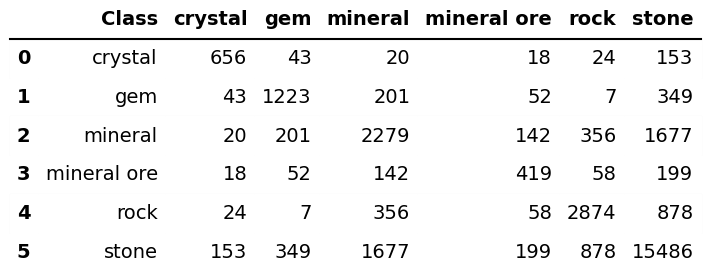 Class crystal gem mineral mineral ore rock stone
0 crystal 656 43 20 18 24 153
1 gem 43 1223 201 52 7 349
2 mineral 20 201 2279 142 356 1677
3 mineral ore 18 52 142 419 58 199
4 rock 24 7 356 58 2874 878
5 stone 153 349 1677 199 878 15486